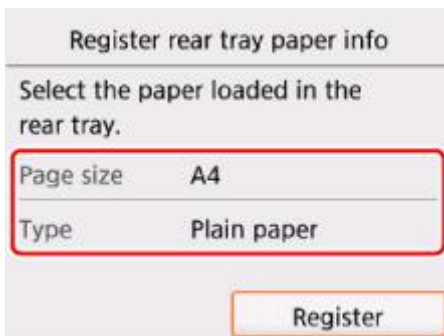 Register rear tray paper info
Select the paper loaded in the
rear tray.
Page size A4
Type Plain paper
Register